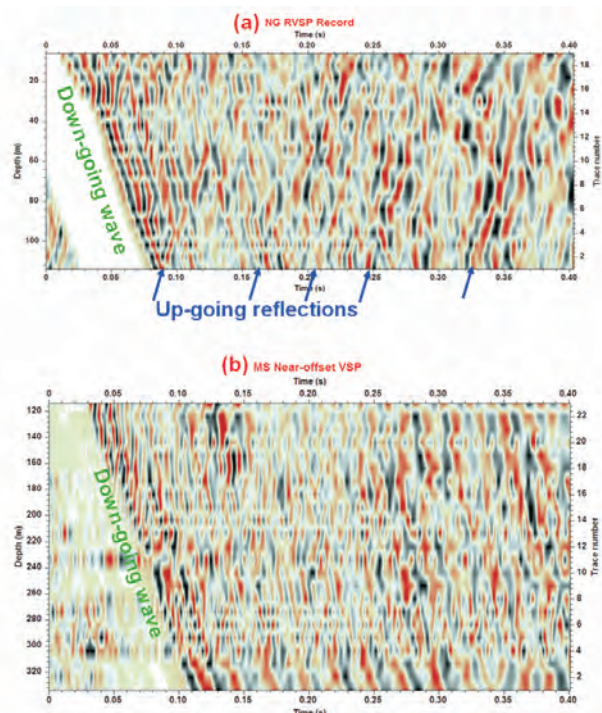 (a) NG RVSP Record
Time (s)
0.05 0.10 0.15 0.20 0.25 0.30 0.35 0.40
Depth (m)
20
40
60
80
100
Down-going wave
Trace number
18
16
14
12
10
8
6
4
2
0.05 0.10 0.15 0.20 0.25 0.30 0.35 0.40
Time (s)
Up-going reflections
(b) MS Near-offset VSP
Time (s)
0 0.05 0.10 0.15 0.20 0.25 0.30 0.35 0.40
Depth (m)
120
140
160
180
200
220
240
260
280
300
320
Down-going wave
Trace number
22
20
18
16
14
12
10
8
6
4
2
0 0.05 0.10 0.15 0.20 0.25 0.30 0.35 0.40
Time (s)